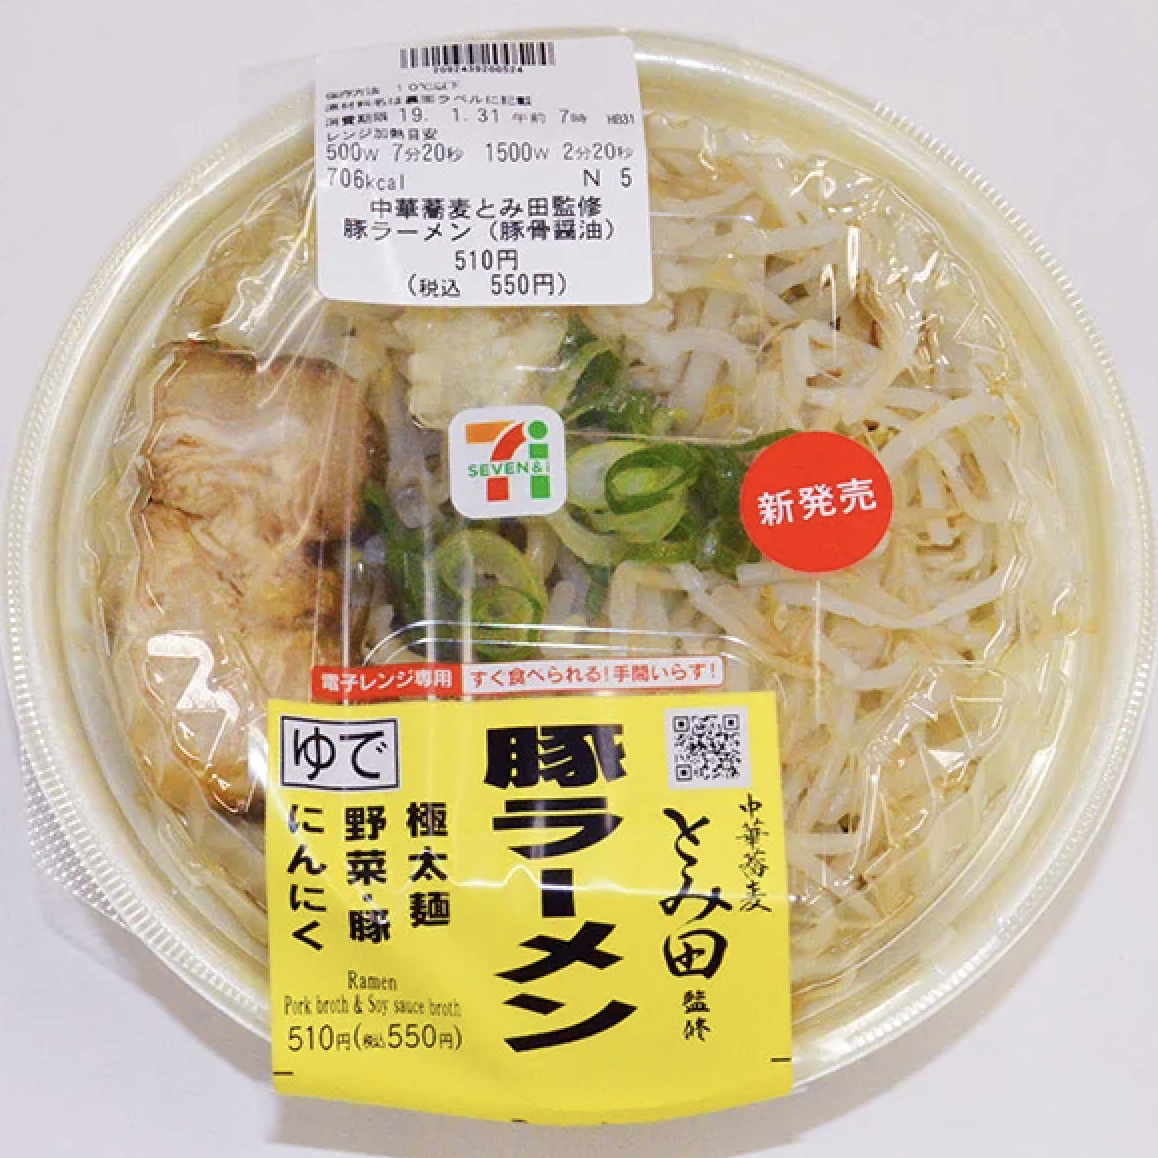 2092439200524
保存方法 10℃以下
原材料名は裏面ラベルに記載
消費期限 19. 1.31 午前 7時 HB31
レンジ加熱目安
500W 7分20秒 1500W 2分20秒
706kcal N 5
中華蕎麦とみ田監修
豚ラーメン（豚骨醤油）
510円
（税込 550円）
SEVEN&i
新発売
電子レンジ専用 すぐ食べられる!手間いらず!
中華蕎麦
とみ田
監修
豚ラーメン
ゆで
極太麺
野菜・豚
にんにく
Ramen
Pork broth & Soy sauce broth
510円(税込550円)